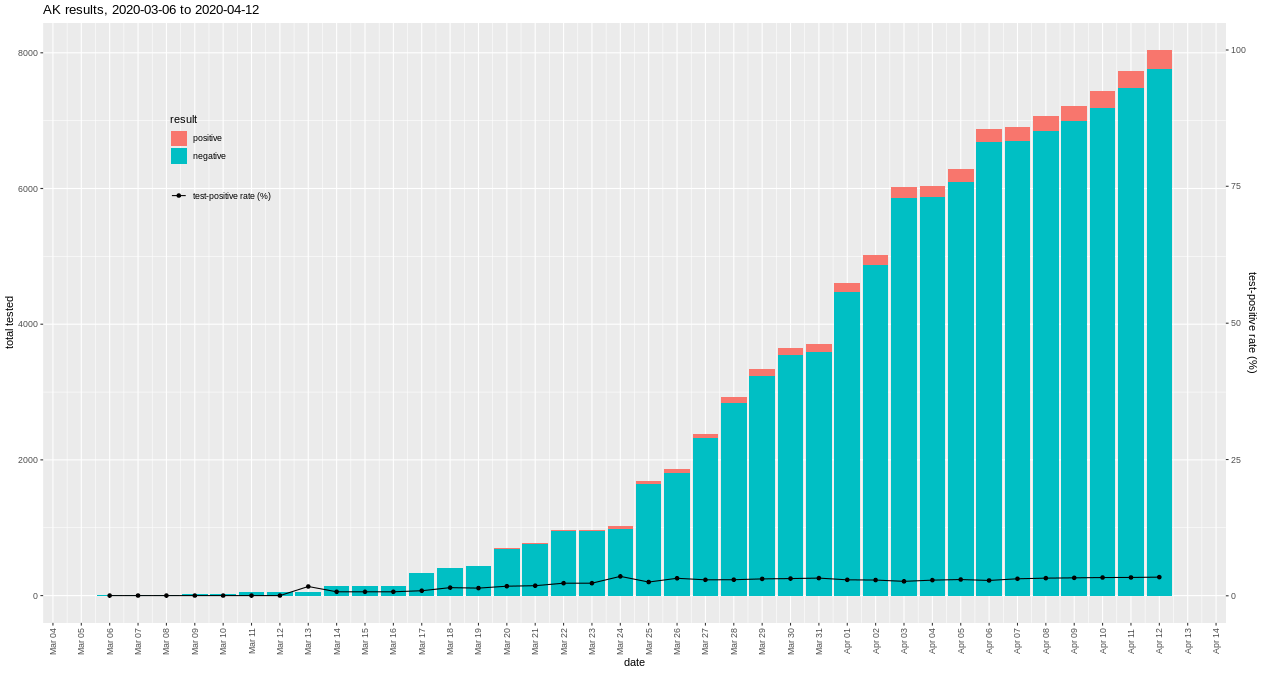 AK results, 2020-03-06 to 2020-04-12
8000
6000
4000
2000
0
total tested
result
positive
negative
test-positive rate (%)
100
75
50
25
0
test-positive rate (%)
Mar 04
Mar 05
Mar 06
Mar 07
Mar 08
Mar 09
Mar 10
Mar 11
Mar 12
Mar 13
Mar 14
Mar 15
Mar 16
Mar 17
Mar 18
Mar 19
Mar 20
Mar 21
Mar 22
Mar 23
Mar 24
Mar 25
Mar 26
Mar 27
Mar 28
Mar 29
Mar 30
Mar 31
Apr 01
Apr 02
Apr 03
Apr 04
Apr 05
Apr 06
Apr 07
Apr 08
Apr 09
Apr 10
Apr 11
Apr 12
Apr 13
Apr 14
date